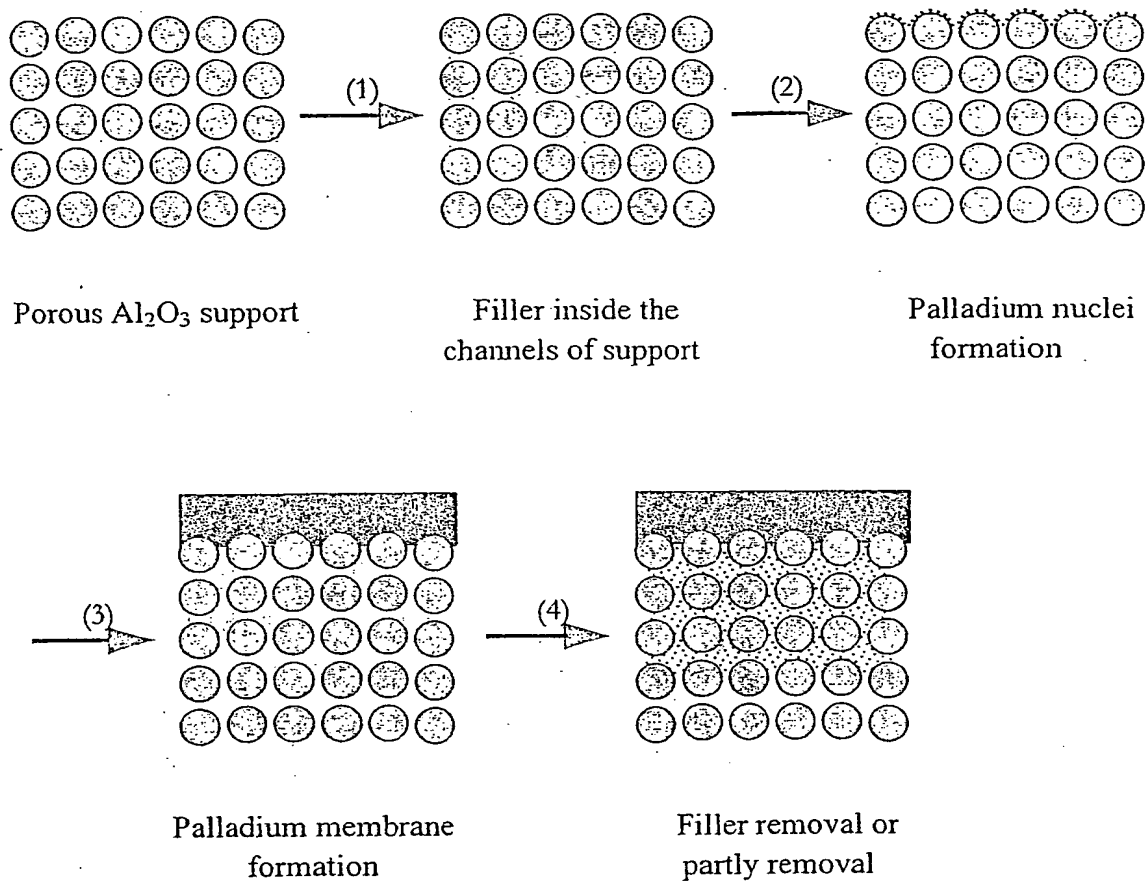 (1)
(2)
Porous Al₂O₃ support
Filler inside the
channels of support
Palladium nuclei
formation
(3)
(4)
Palladium membrane
formation
Filler removal or
partly removal